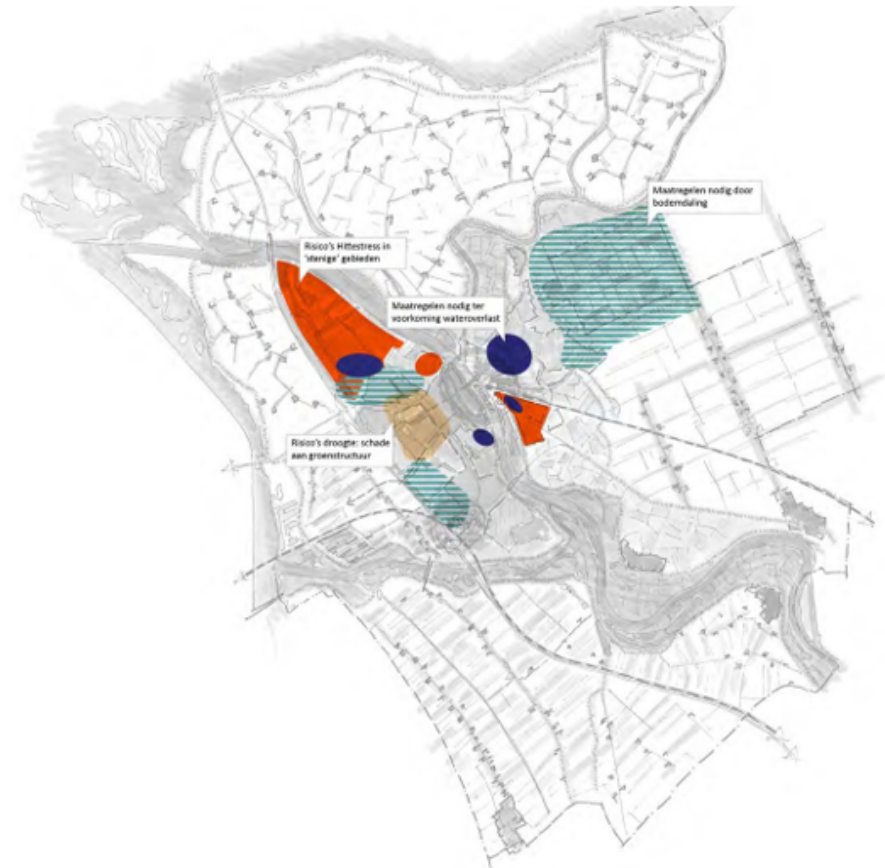 Maatregelen nodig door
bodemdaling
Risico's Hittestress in
'stenige' gebieden
Maatregelen nodig ter
voorkoming wateroverlast
Risico's droogte: schade
aan groenstructuur